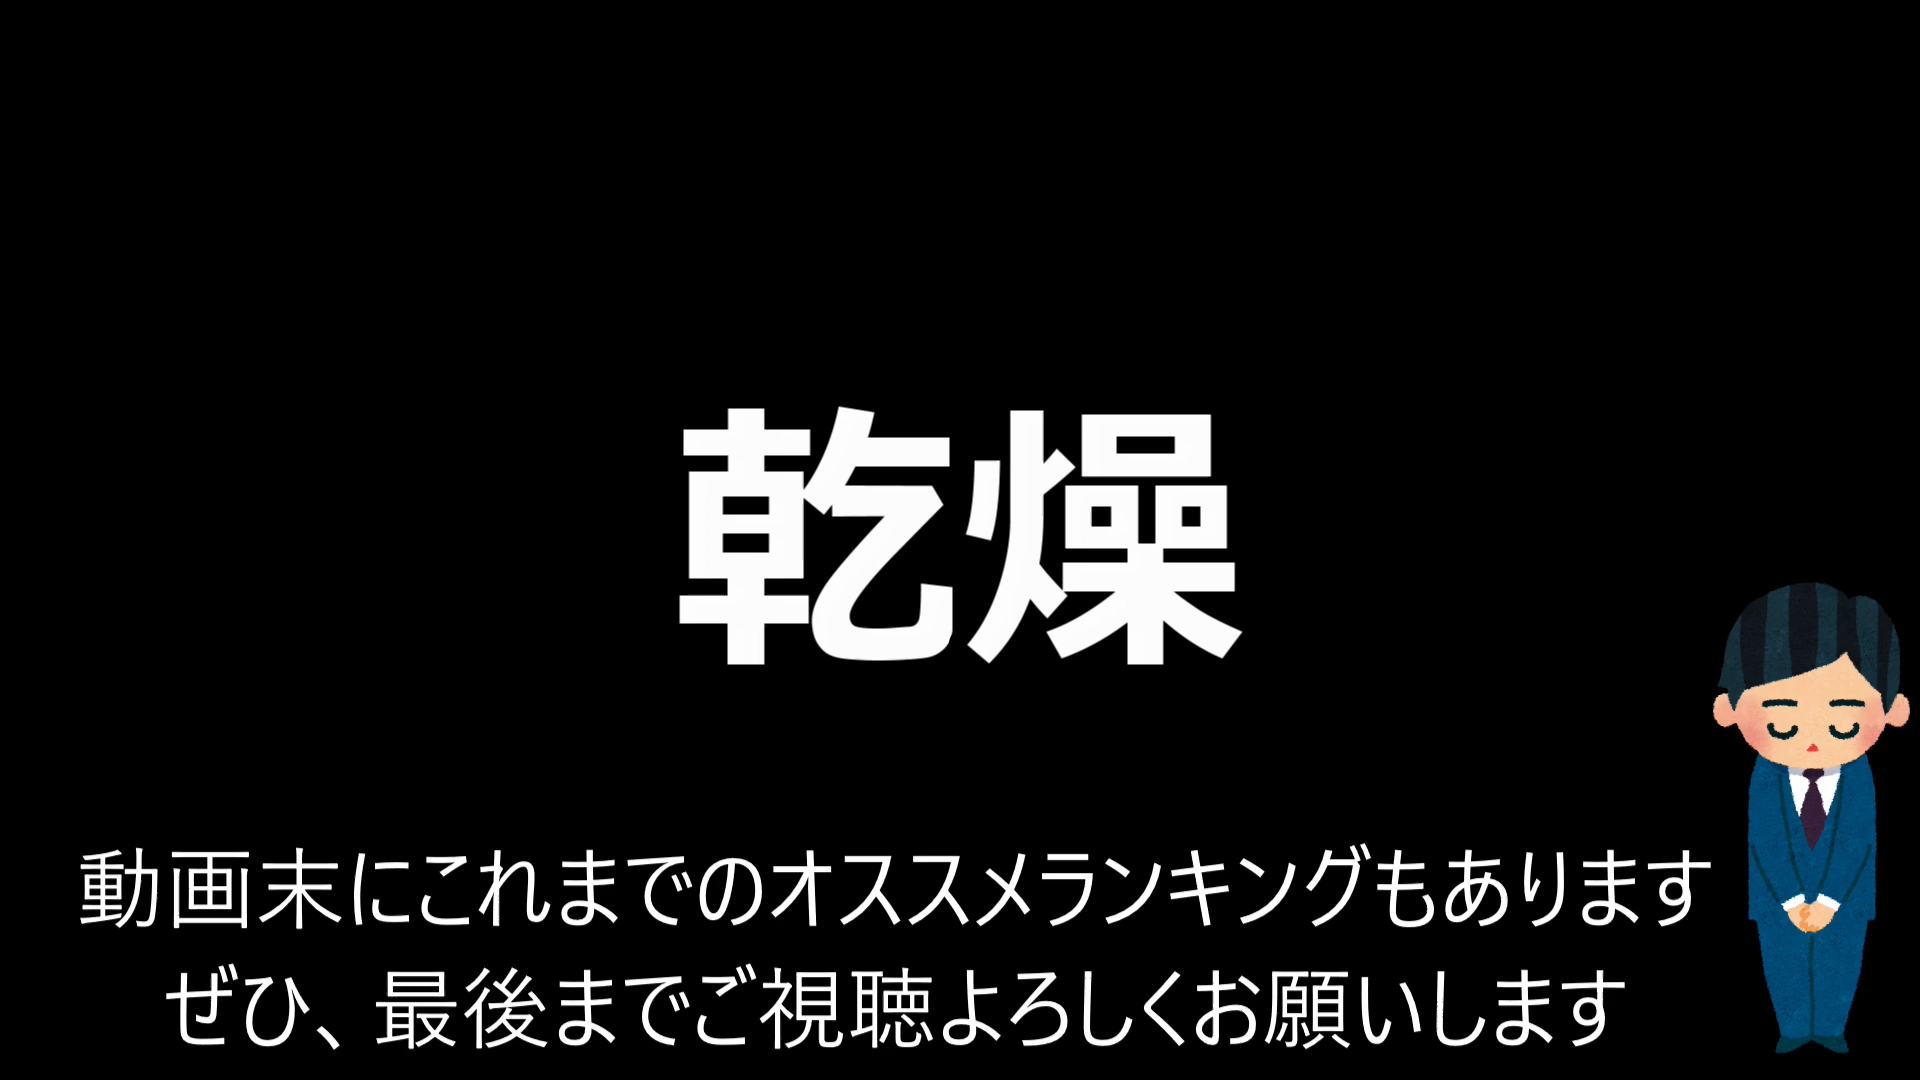 乾燥
動画末にこれまでのオススメランキングもあります
ぜひ、最後までご視聴よろしくお願いします